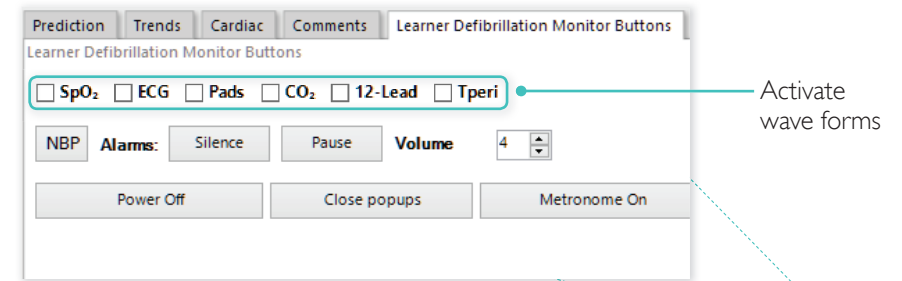 Prediction Trends Cardiac Comments Learner Defibrillation Monitor Buttons
Learner Defibrillation Monitor Buttons
SpO₂ ECG Pads CO₂ 12-Lead Tperi
NBP Alarms: Silence Pause Volume 4
Power Off Close popups Metronome On
Activate
wave forms